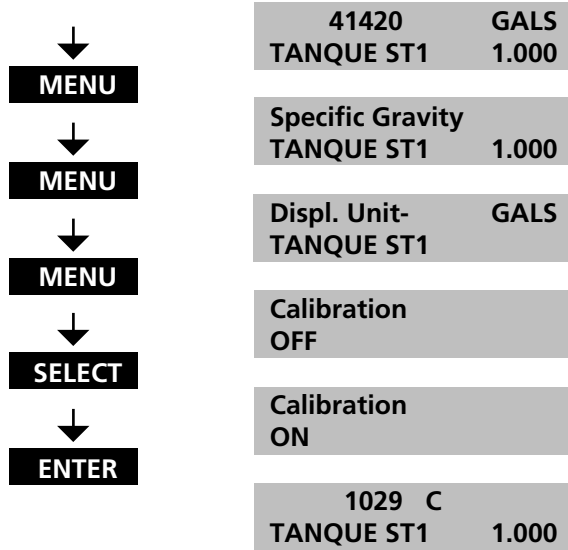 41420 GALS
TANQUE ST1 1.000
MENU
Specific Gravity
TANQUE ST1 1.000
MENU
Displ. Unit- GALS
TANQUE ST1
MENU
Calibration
OFF
SELECT
Calibration
ON
ENTER
1029 C
TANQUE ST1 1.000